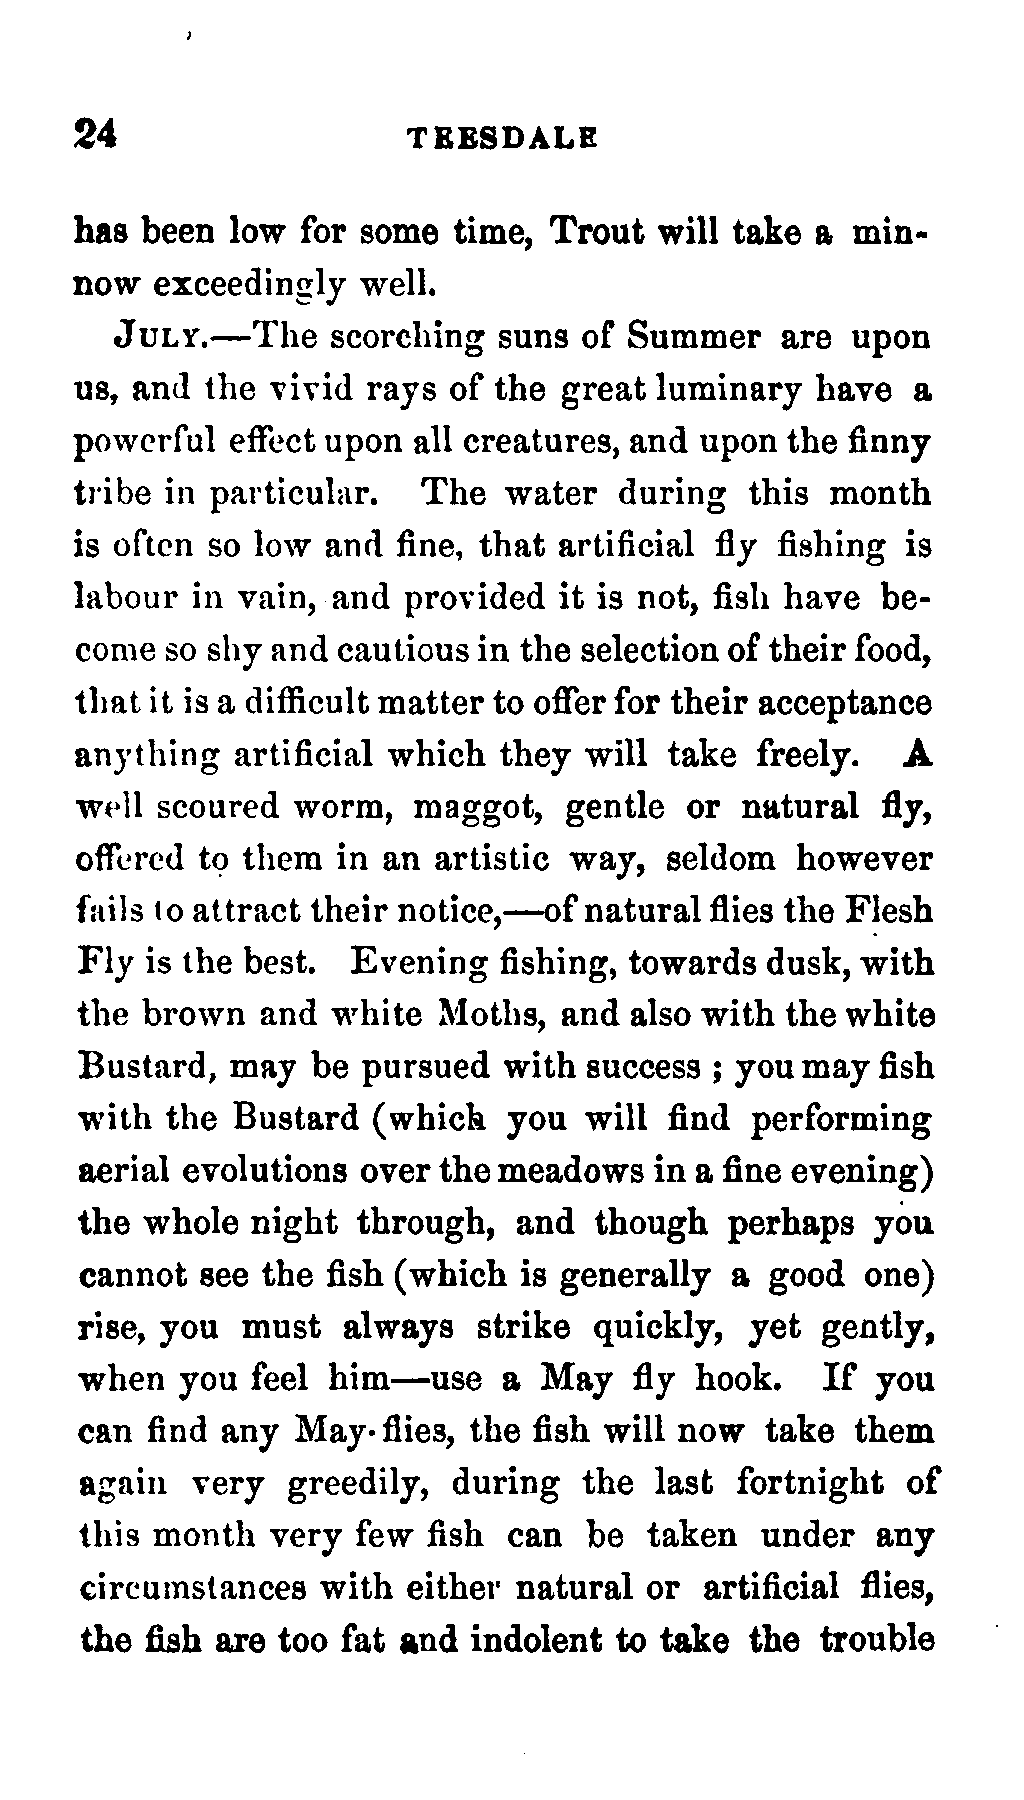 24 TEESDALE
has been low for some time, Trout will take a min-
now exceedingly well.
JULY.—The scorching suns of Summer are upon
us, and the vivid rays of the great luminary have a
powerful effect upon all creatures, and upon the finny
tribe in particular. The water during this month
is often so low and fine, that artificial fly fishing is
labour in vain, and provided it is not, fish have be-
come so shy and cautious in the selection of their food,
that it is a difficult matter to offer for their acceptance
anything artificial which they will take freely. A
well scoured worm, maggot, gentle or natural fly,
offered to them in an artistic way, seldom however
fails to attract their notice,—of natural flies the Flesh
Fly is the best. Evening fishing, towards dusk, with
the brown and white Moths, and also with the white
Bustard, may be pursued with success ; you may fish
with the Bustard (which you will find performing
aerial evolutions over the meadows in a fine evening)
the whole night through, and though perhaps you
cannot see the fish (which is generally a good one)
rise, you must always strike quickly, yet gently,
when you feel him—use a May fly hook. If you
can find any May-flies, the fish will now take them
again very greedily, during the last fortnight of
this month very few fish can be taken under any
circumstances with either natural or artificial flies,
the fish are too fat and indolent to take the trouble